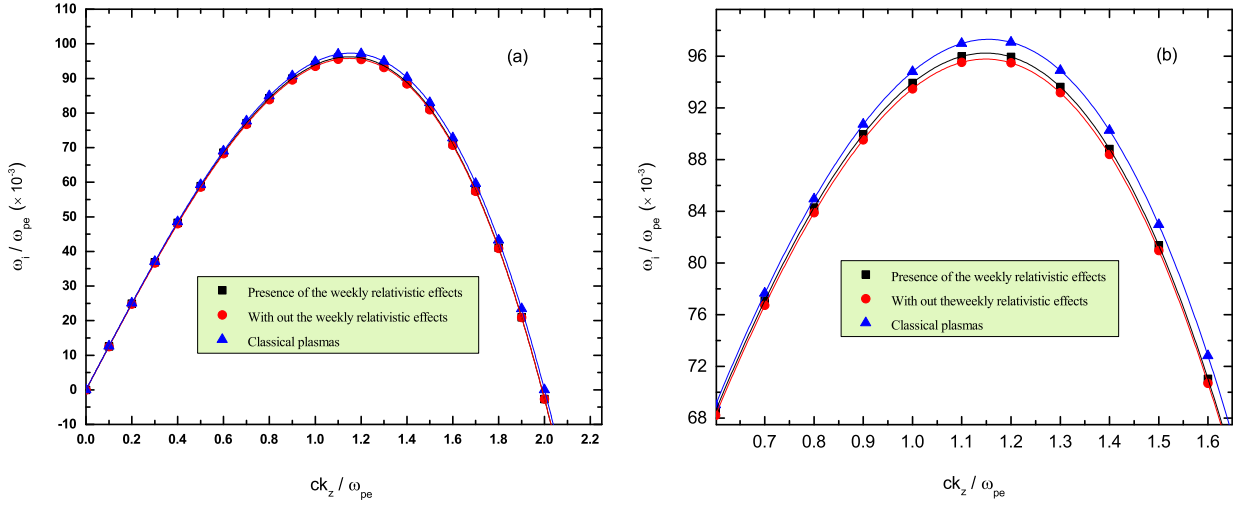 110
100
90
80
70
60
50
40
30
20
10
0
-10
0.0 0.2 0.4 0.6 0.8 1.0 1.2 1.4 1.6 1.8 2.0 2.2
ω_i / ω_pe (× 10^-3)
ck_z / ω_pe
(a)
Presence of the weekly relativistic effects
With out the weekly relativistic effects
Classical plasmas
96
92
88
84
80
76
72
68
0.7 0.8 0.9 1.0 1.1 1.2 1.3 1.4 1.5 1.6
ω_i / ω_pe (× 10^-3)
ck_z / ω_pe
(b)
Presence of the weekly relativistic effects
With out theweekly relativistic effects
Classical plasmas